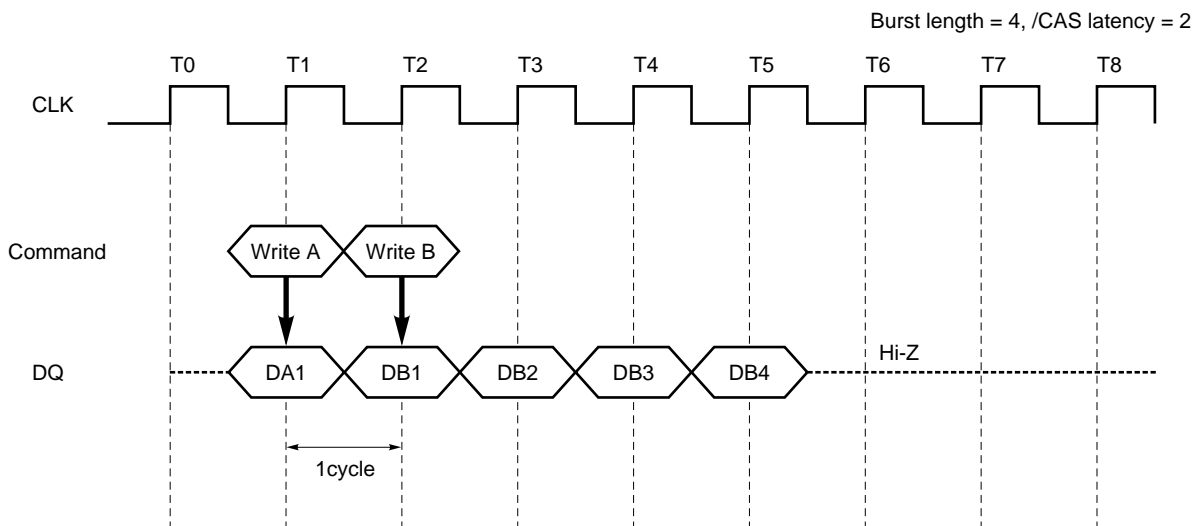 Burst length = 4, /CAS latency = 2
T0 T1 T2 T3 T4 T5 T6 T7 T8
CLK
Command Write A Write B
Hi-Z
DQ DA1 DB1 DB2 DB3 DB4
1cycle